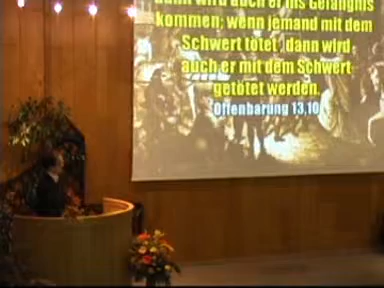 dann wird auch er ins Gefängnis
kommen; wenn jemand mit dem
Schwert tötet, dann wird
auch er mit dem Schwert
getötet werden.
Offenbarung 13,10